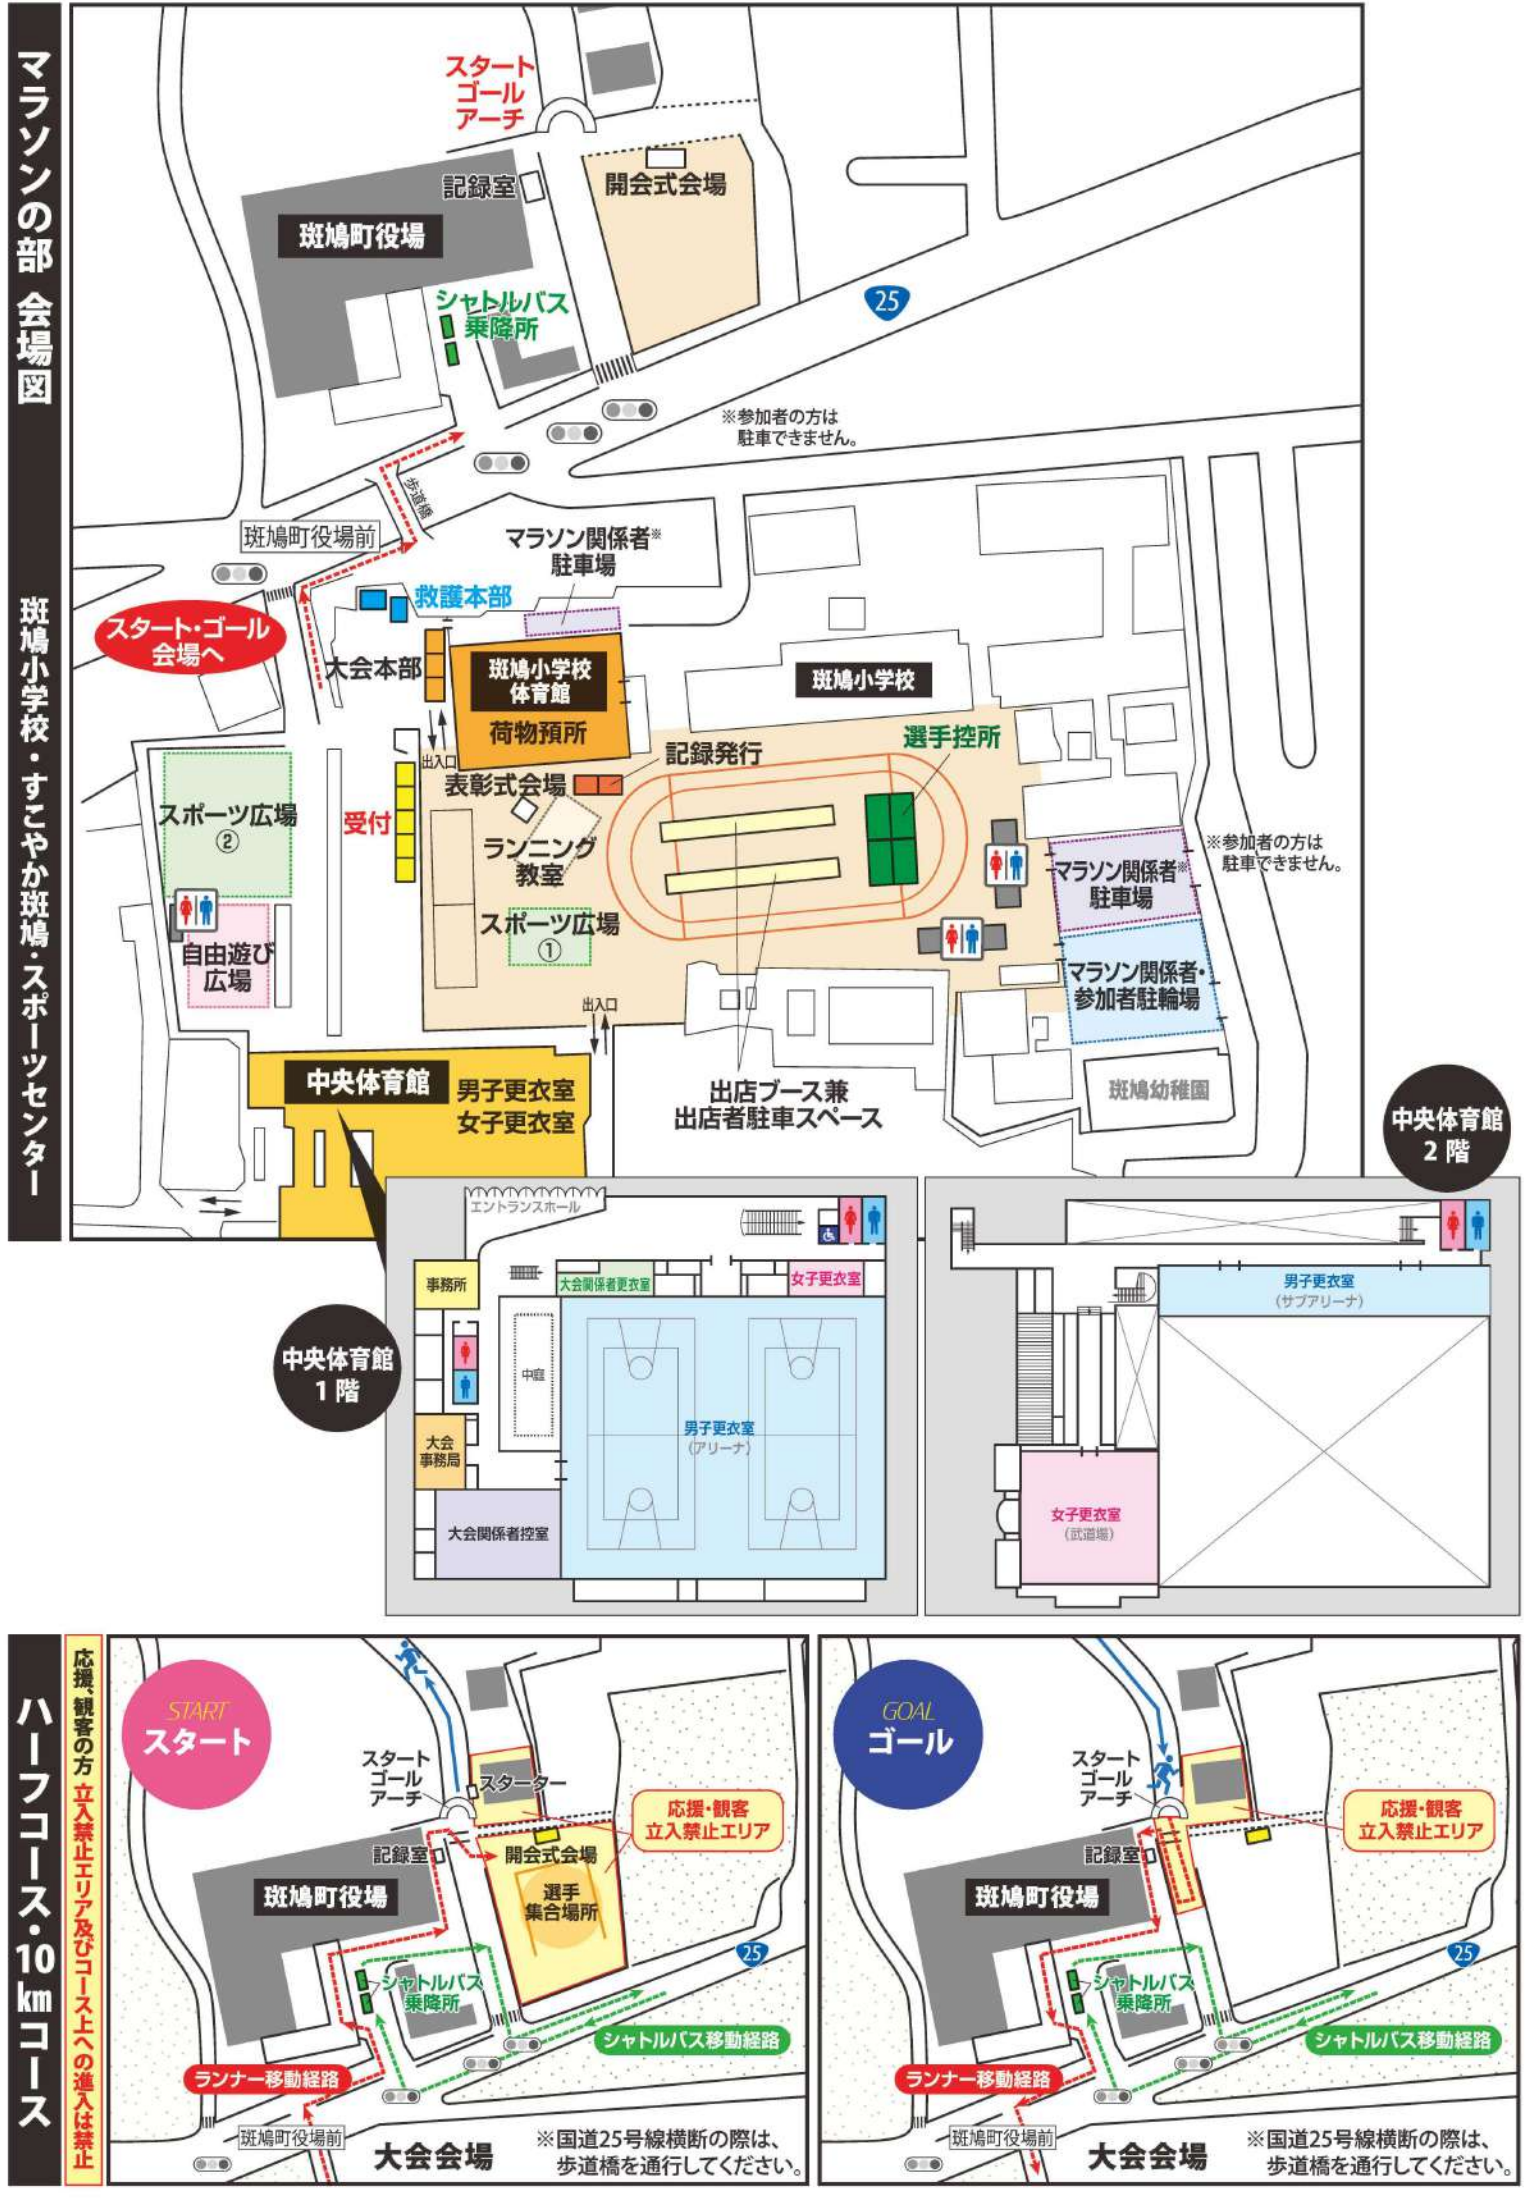 マラソンの部 会場図
斑鳩小学校・すこやか斑鳩・スポーツセンター
スタート
ゴール
アーチ
記録室
開会式会場
斑鳩町役場
シャトルバス
乗降所
25
※参加者の方は
駐車できません。
歩道橋
斑鳩町役場前
マラソン関係者※
駐車場
救護本部
スタート・ゴール
会場へ
大会本部
斑鳩小学校
体育館
荷物預所
斑鳩小学校
選手控所
出入口
記録発行
表彰式会場
スポーツ広場
②
受付
ランニング
教室
※参加者の方は
駐車できません。
マラソン関係者※
駐車場
スポーツ広場
①
自由遊び
広場
マラソン関係者・
参加者駐輪場
出入口
中央体育館
男子更衣室
女子更衣室
出店ブース兼
出店者駐車スペース
斑鳩幼稚園
中央体育館
2階
エントランスホール
事務所
大会関係者更衣室
女子更衣室
男子更衣室
(サブアリーナ)
中央体育館
1階
中庭
男子更衣室
(アリーナ)
大会
事務局
大会関係者控室
女子更衣室
(武道場)
ハーフコース・10kmコース
応援、観客の方 立入禁止エリア及びコース上への進入は禁止
START
スタート
スタート
ゴール
アーチ
スターター
応援・観客
立入禁止エリア
記録室
開会式会場
斑鳩町役場
選手
集合場所
25
シャトルバス
乗降所
シャトルバス移動経路
ランナー移動経路
斑鳩町役場前
大会会場
※国道25号線横断の際は、
歩道橋を通行してください。
GOAL
ゴール
スタート
ゴール
アーチ
応援・観客
立入禁止エリア
記録室
斑鳩町役場
25
シャトルバス
乗降所
シャトルバス移動経路
ランナー移動経路
斑鳩町役場前
大会会場
※国道25号線横断の際は、
歩道橋を通行してください。